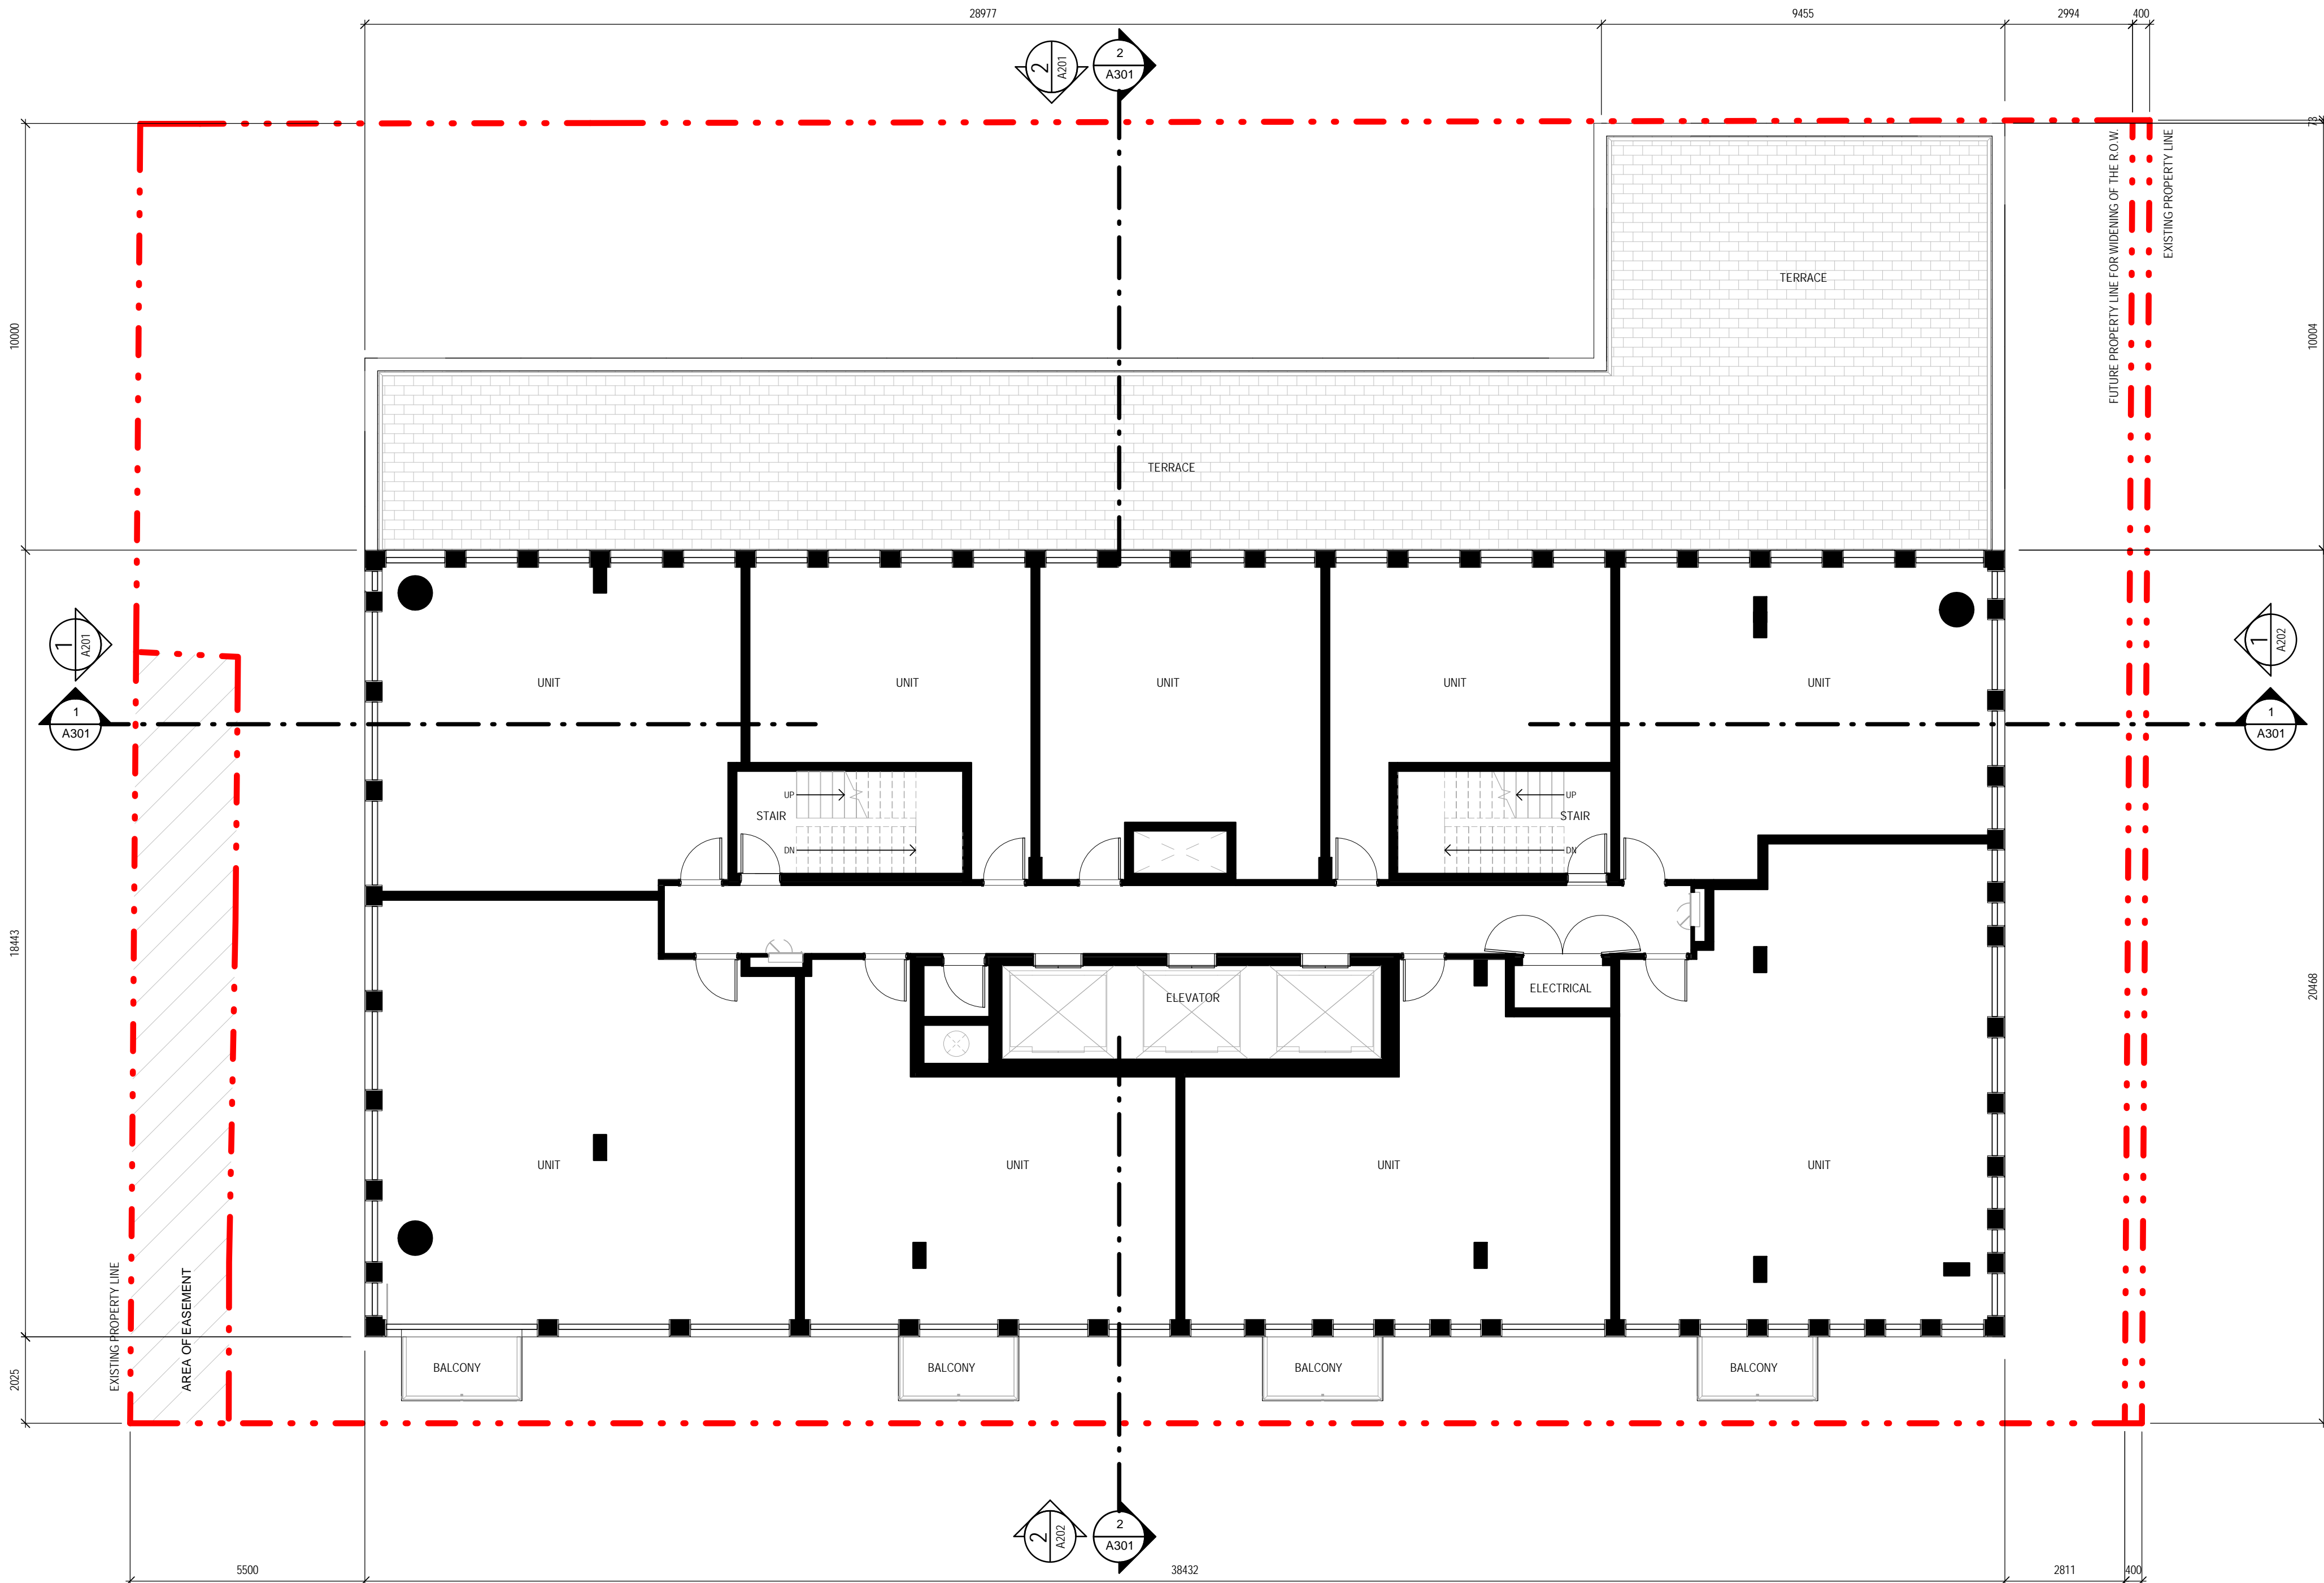 28977
9455
2994
400
2
A201
2
A301
73
FUTURE PROPERTY LINE FOR WIDENING OF THE R.O.W.
EXISTING PROPERTY LINE
TERRACE
10000
10004
TERRACE
1
A201
1
A202
UNIT
UNIT
UNIT
UNIT
UNIT
1
A301
1
A301
UP
STAIR
DN
UP
STAIR
DN
18443
20468
ELEVATOR
ELECTRICAL
UNIT
UNIT
UNIT
UNIT
EXISTING PROPERTY LINE
AREA OF EASEMENT
2025
BALCONY
BALCONY
BALCONY
BALCONY
2
A202
2
A301
5500
38432
2811
400